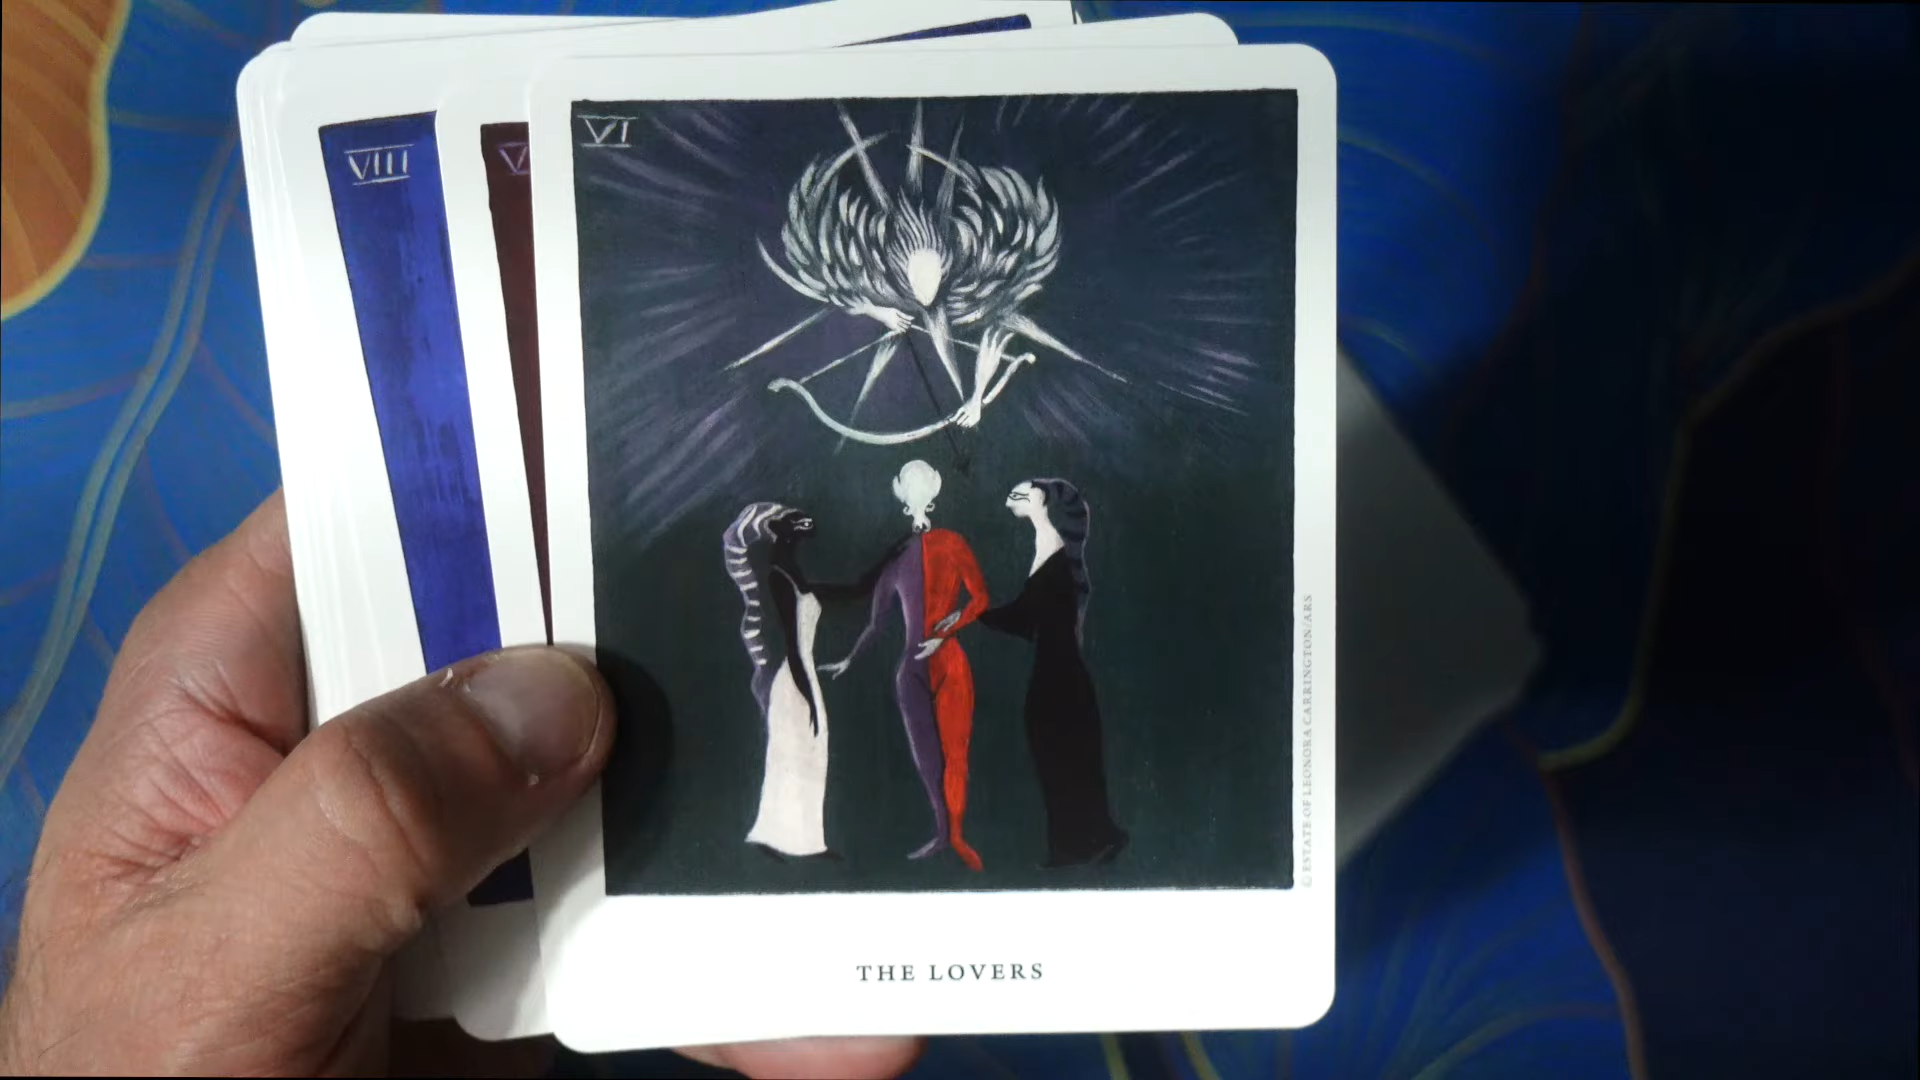 VIII
V
VI
© ESTATE OF LEONORA CARRINGTON/ARS
THE LOVERS